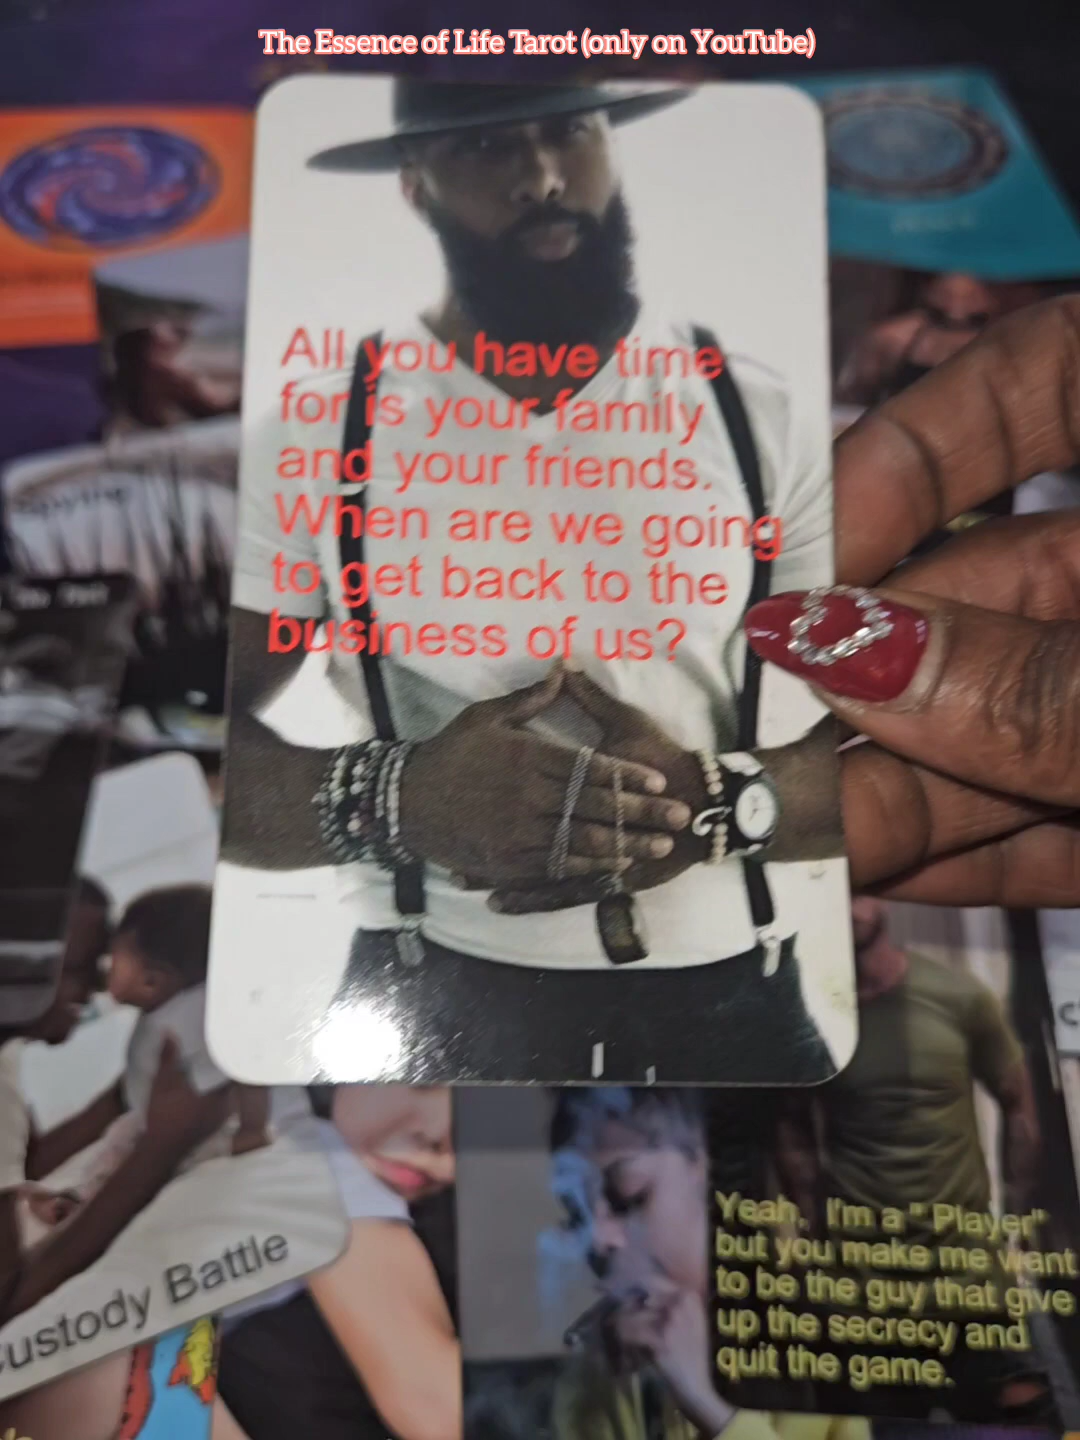 The Essence of Life Tarot (only on YouTube)
All you have time
for is your family
and your friends.
When are we going
to get back to the
business of us?
Custody Battle
Yeah, I'm a "Player"
but you make me want
to be the guy that give
up the secrecy and
quit the game.